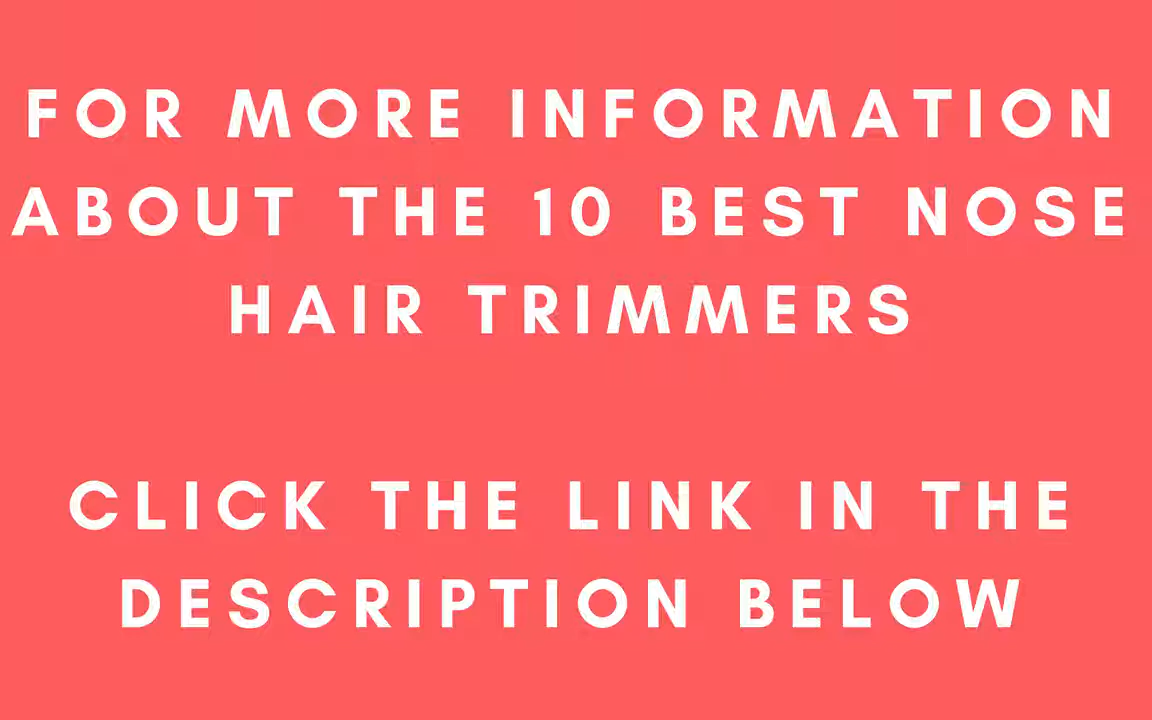 FOR MORE INFORMATION
ABOUT THE 10 BEST NOSE
HAIR TRIMMERS
CLICK THE LINK IN THE
DESCRIPTION BELOW